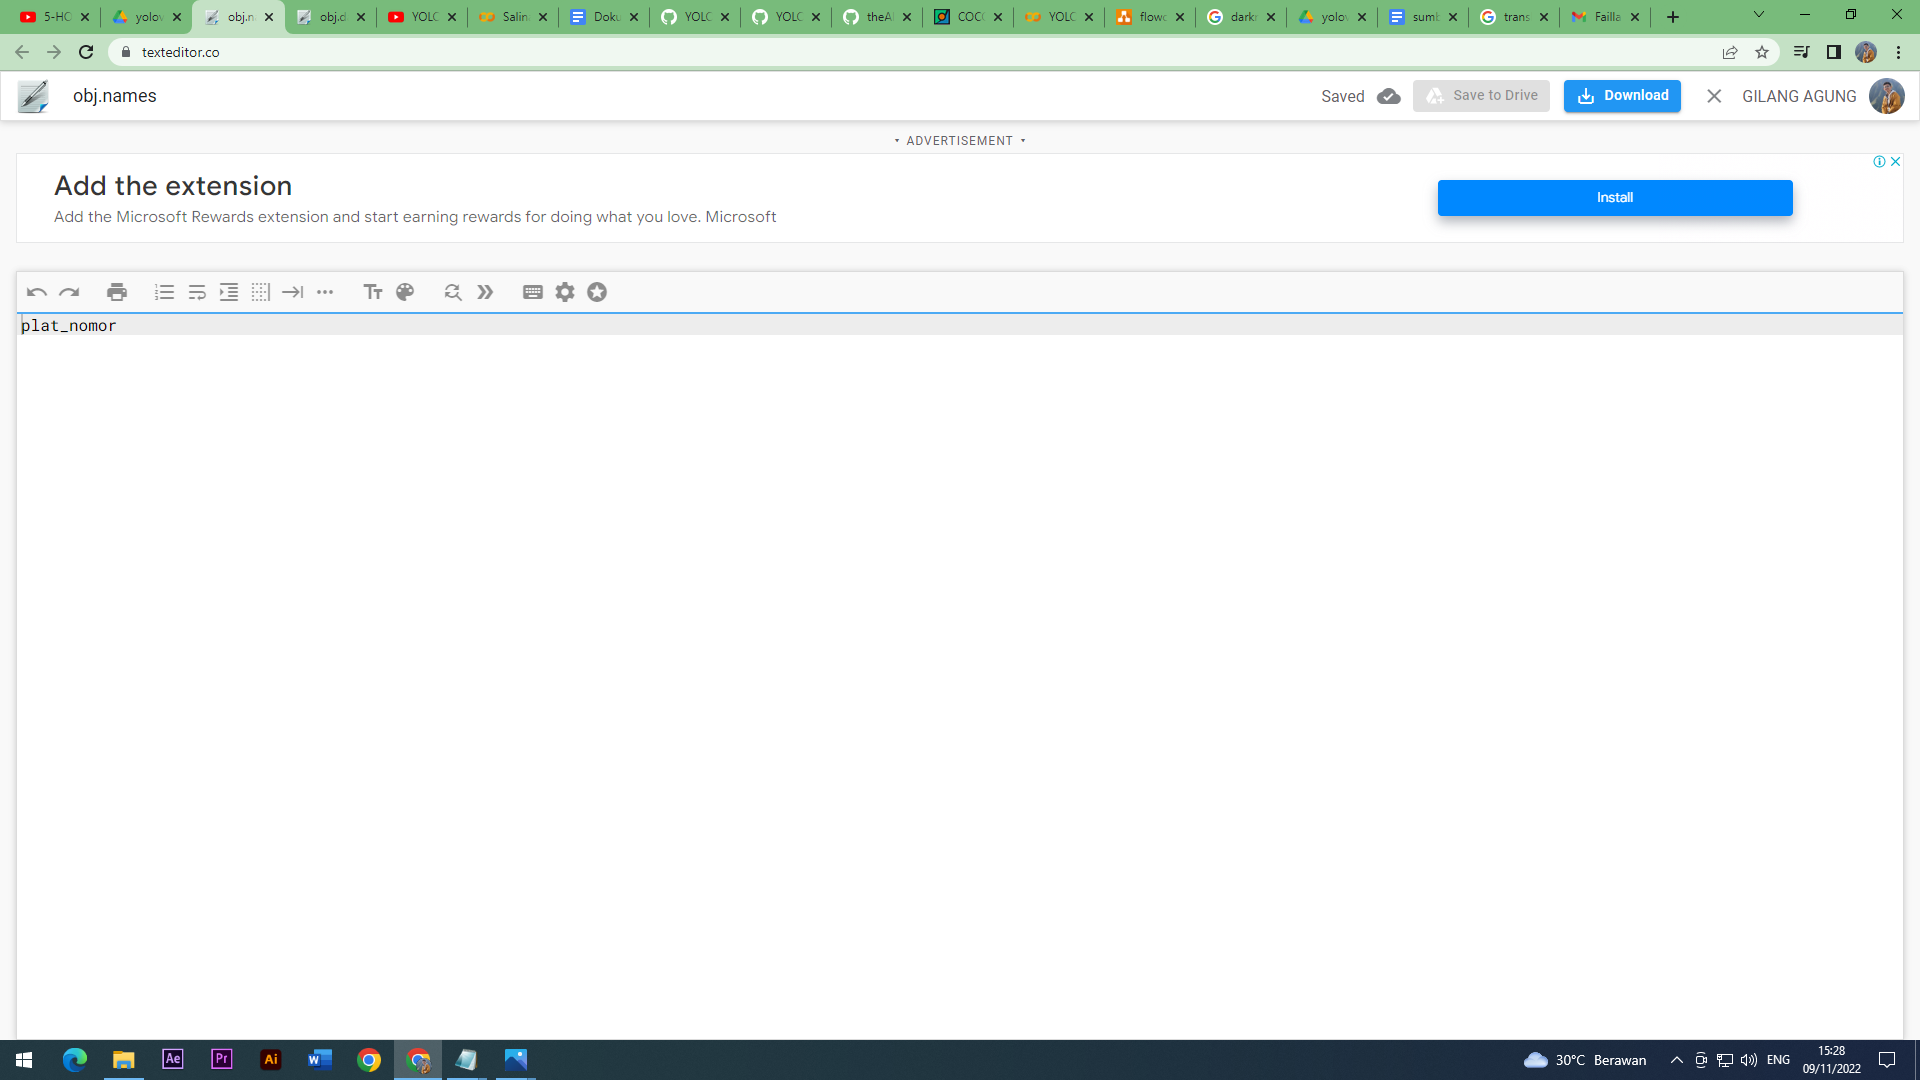 5-HO
yolov
obj.na
obj.d
YOLO
Salin
Doku
YOLO
YOLO
theAI
COCO
YOLO
flowc
darkn
yolov
sumb
trans
Failla
texteditor.co
obj.names
Saved
Save to Drive
Download
GILANG AGUNG
ADVERTISEMENT
Add the extension
Add the Microsoft Rewards extension and start earning rewards for doing what you love. Microsoft
Install
plat_nomor
Ae
Pr
Ai
W
30°C Berawan
ENG
15:28
09/11/2022